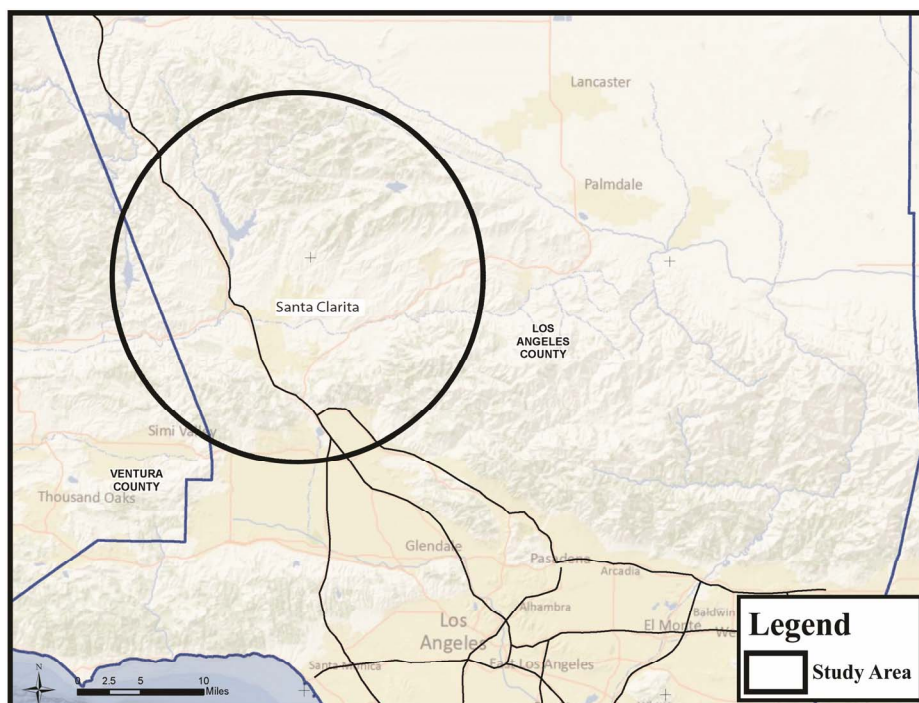 Lancaster
Palmdale
Santa Clarita
LOS
ANGELES
COUNTY
Simi Valley
VENTURA
COUNTY
Thousand Oaks
Glendale
Pasadena
Arcadia
Alhambra
Baldwin
Los
Angeles
El Monte
We
East Los Angeles
Santa Monica
Legend
Study Area
N
0 2.5 5 10
Miles